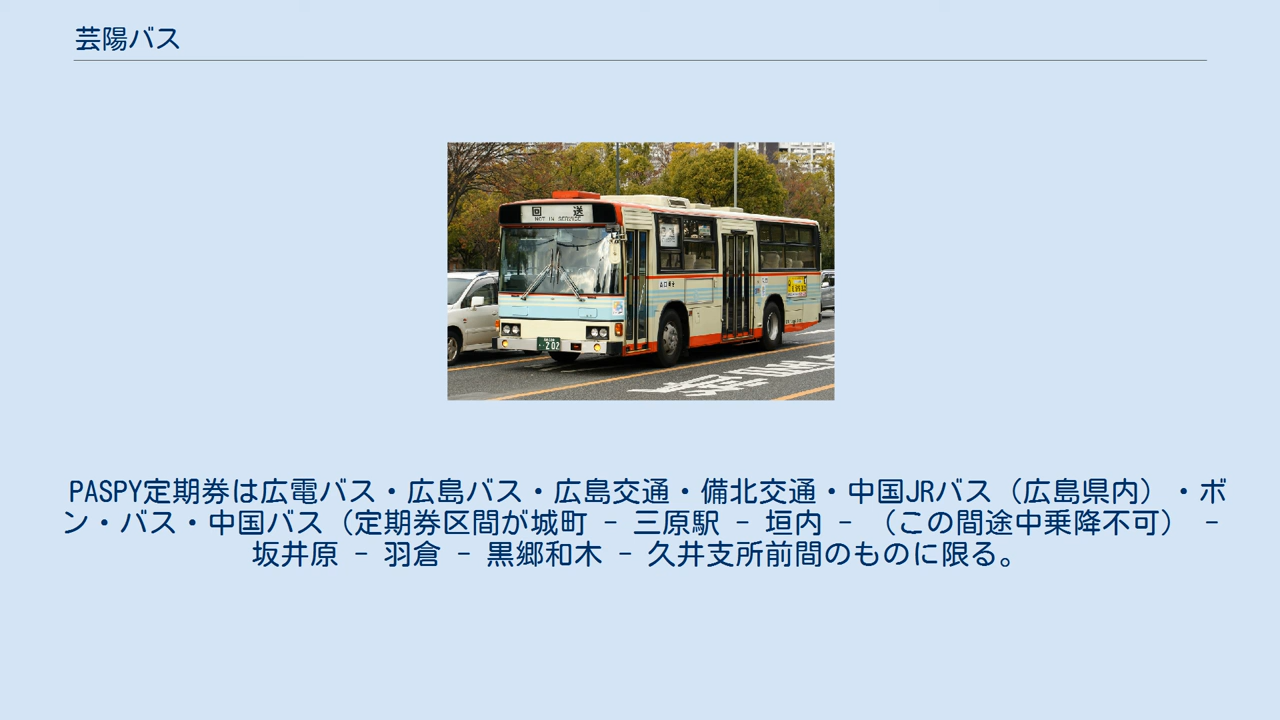 芸陽バス
回送
NOT IN SERVICE
202
PASPY定期券は広電バス・広島バス・広島交通・備北交通・中国JRバス（広島県内）・ボ
ン・バス・中国バス（定期券区間が城町 － 三原駅 － 垣内 － （この間途中乗降不可） －
坂井原 － 羽倉 － 黒郷和木 － 久井支所前間のものに限る。